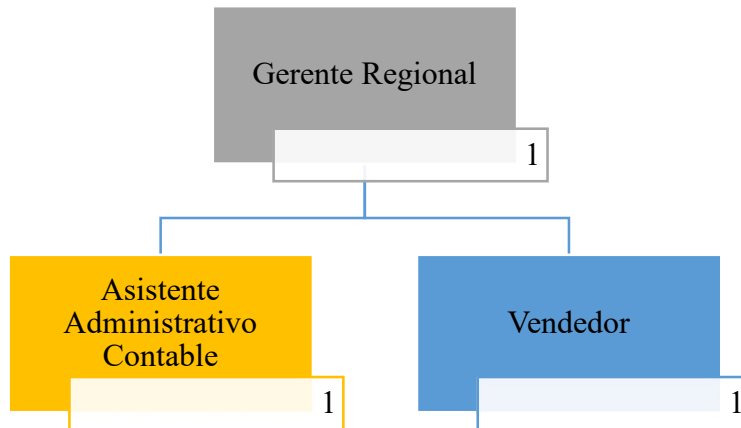 Gerente Regional
1
Asistente
Administrativo
Contable
1
Vendedor
1